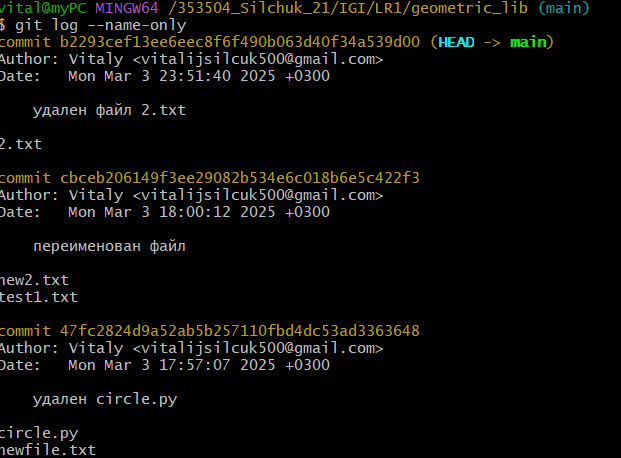 vital@myPC MINGW64 /353504_Silchuk_21/IGI/LR1/geometric_lib (main)
$ git log --name-only
commit b2293cef13ee6eec8f6f490b063d40f34a539d00 (HEAD -> main)
Author: Vitaly <vitalijsilcuk500@gmail.com>
Date:   Mon Mar 3 23:51:40 2025 +0300
удален файл 2.txt
2.txt
commit cbceb206149f3ee29082b534e6c018b6e5c422f3
Author: Vitaly <vitalijsilcuk500@gmail.com>
Date:   Mon Mar 3 18:00:12 2025 +0300
переименован файл
new2.txt
test1.txt
commit 47fc2824d9a52ab5b257110fbd4dc53ad3363648
Author: Vitaly <vitalijsilcuk500@gmail.com>
Date:   Mon Mar 3 17:57:07 2025 +0300
удален circle.py
circle.py
newfile.txt